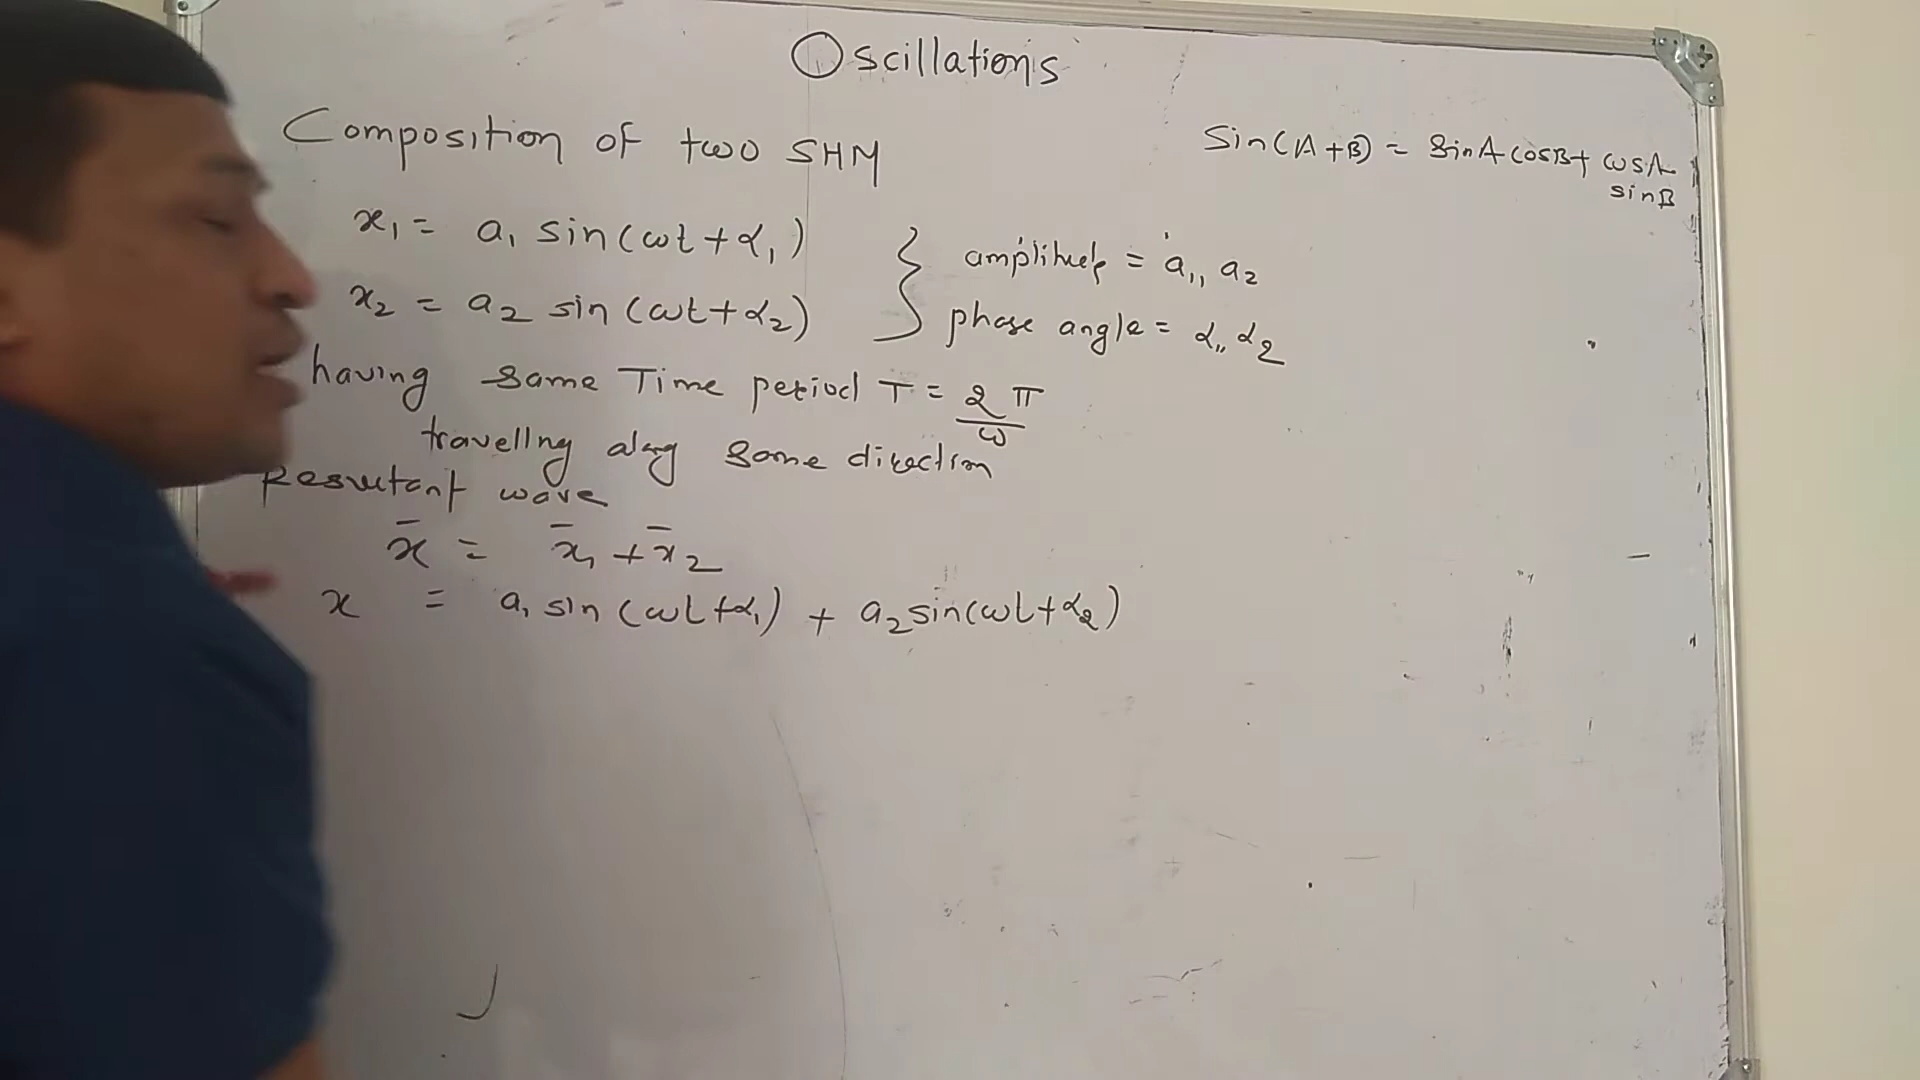 Oscillations
Composition of two SHM
Sin(A+B) = SinA cosB + cosA
sinB
x₁ = a₁ sin(ωt+α₁)
amplitude = a₁, a₂
x₂ = a₂ sin(ωt+α₂)
phase angle = α₁, α₂
having same Time period T = 2π/ω
travellng along same direction
Resultant wave
x̄ = x̄₁ + x̄₂
x = a₁ sin(ωt+α₁) + a₂ sin(ωt+α₂)